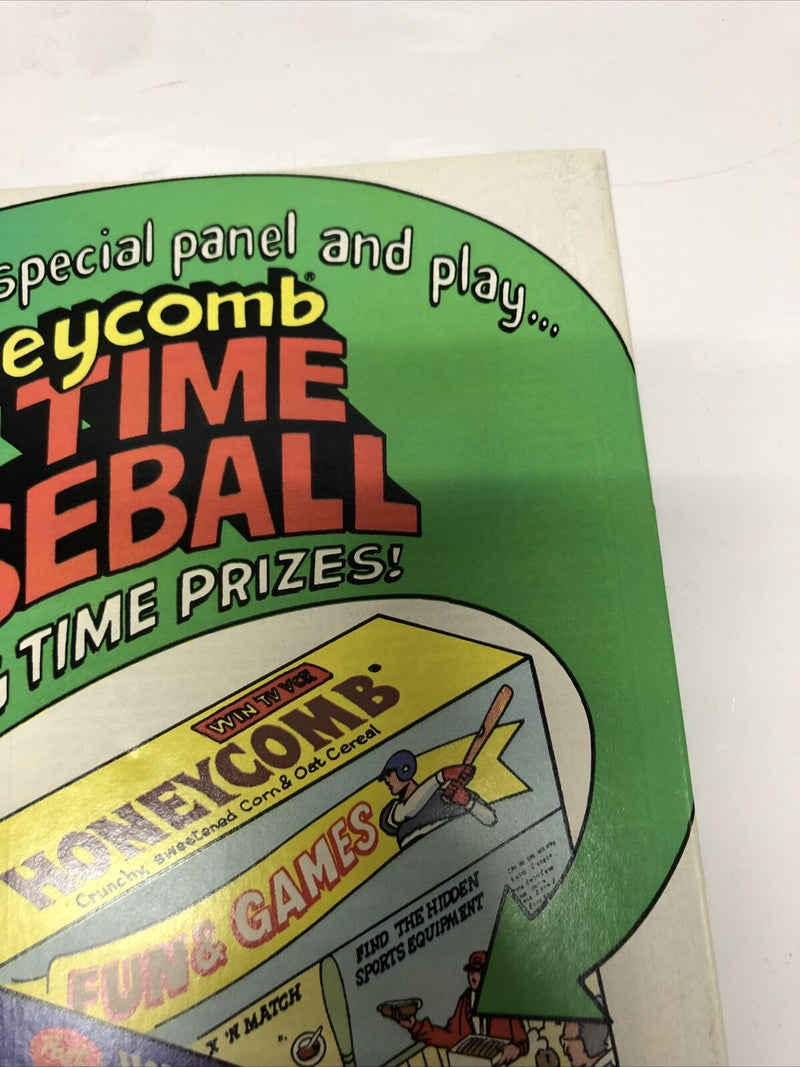 special panel and play...
eycomb®
TIME
SEBALL
TIME PRIZES!
WIN TV VCR
HONEYCOMB®
Crunchy, sweetened Corn & Oat Cereal
FUN & GAMES
FIND THE HIDDEN
SPORTS EQUIPMENT
X 'N MATCH
Post